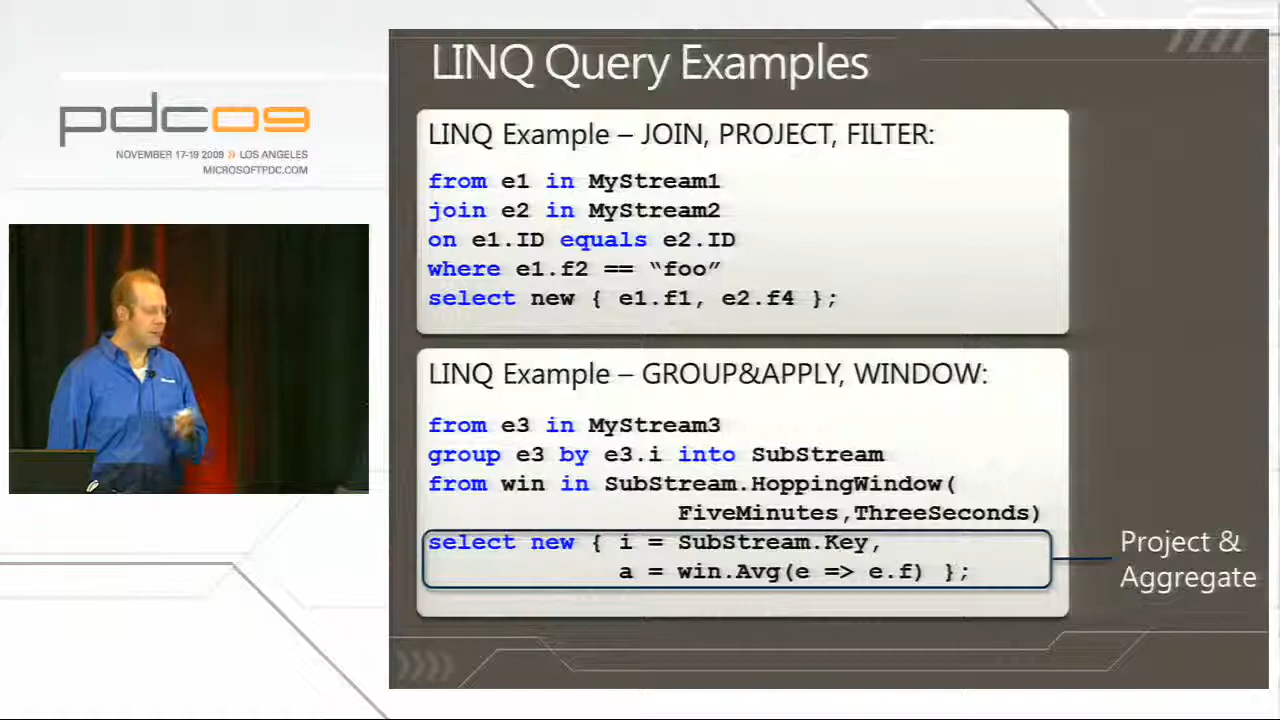 pdc09
NOVEMBER 17-19 2009 » LOS ANGELES
MICROSOFTPDC.COM
LINQ Query Examples
LINQ Example – JOIN, PROJECT, FILTER:
from e1 in MyStream1
join e2 in MyStream2
on e1.ID equals e2.ID
where e1.f2 == “foo”
select new { e1.f1, e2.f4 };
LINQ Example – GROUP&APPLY, WINDOW:
from e3 in MyStream3
group e3 by e3.i into SubStream
from win in SubStream.HoppingWindow(
FiveMinutes,ThreeSeconds)
select new { i = SubStream.Key,
a = win.Avg(e => e.f) };
Project &
Aggregate